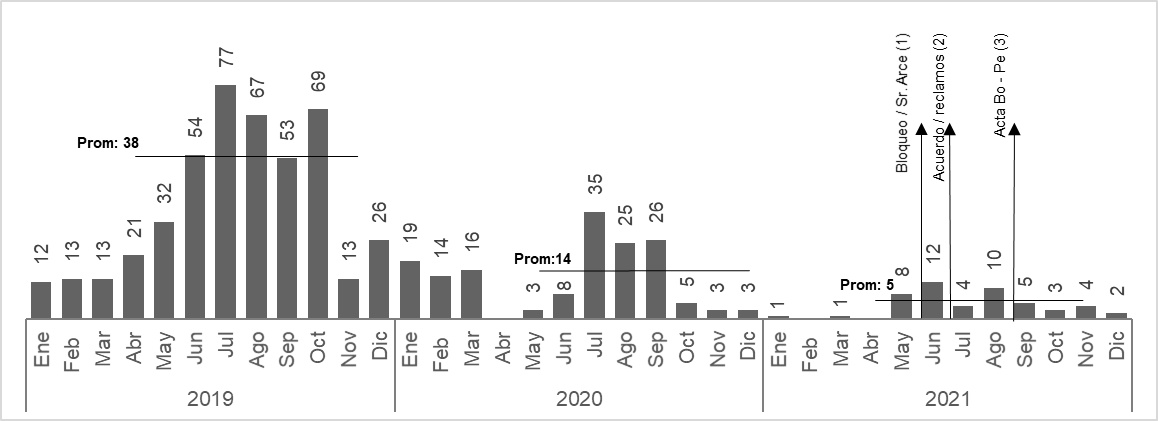 Bloqueo / Sr. Arce (1)
Acuerdo / reclamos (2)
Acta Bo - Pe (3)
Prom: 38
Prom:14
Prom: 5
12 13 13 21 32 54 77 67 53 69 13 26 19 14 16 3 8 35 25 26 5 3 3 1 1 8 12 4 10 5 3 4 2
Ene Feb Mar Abr May Jun Jul Ago Sep Oct Nov Dic Ene Feb Mar Abr May Jun Jul Ago Sep Oct Nov Dic Ene Feb Mar Abr May Jun Jul Ago Sep Oct Nov Dic
2019 2020 2021